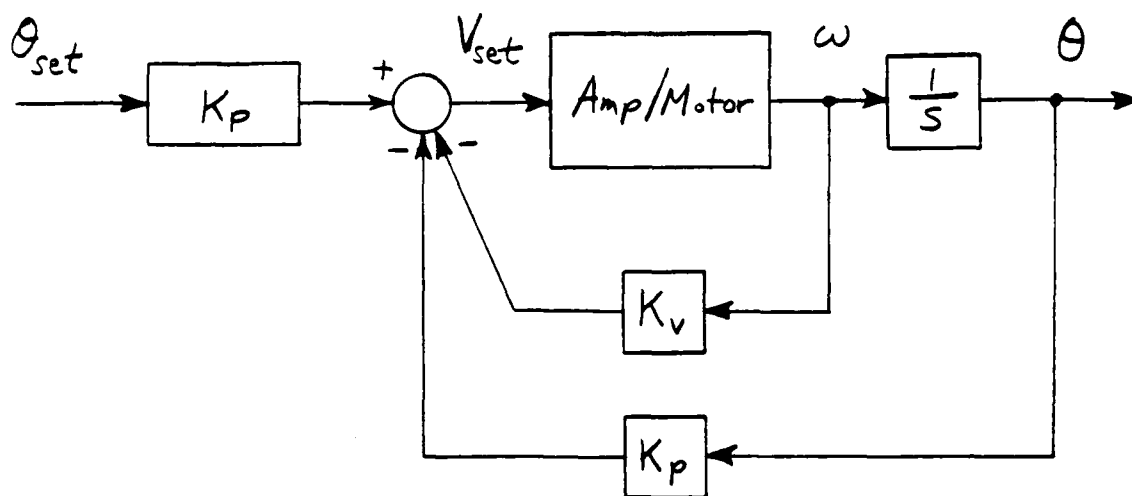 θset
Kp
+
−
−
Vset
Amp/Motor
ω
1
s
θ
Kv
Kp